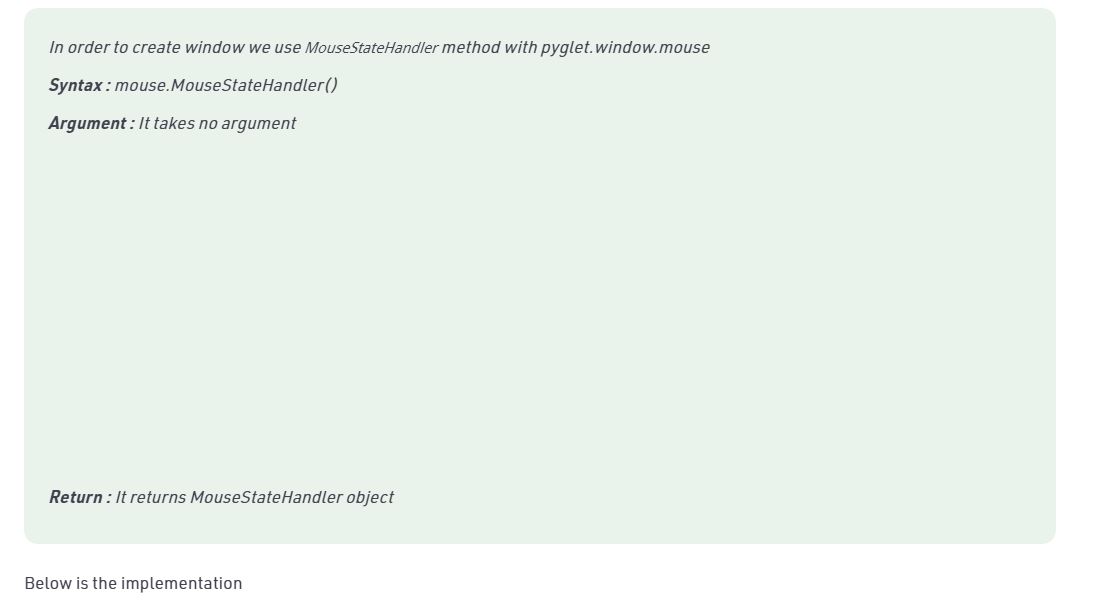 In order to create window we use MouseStateHandler method with pyglet.window.mouse
Syntax : mouse.MouseStateHandler()
Argument : It takes no argument
Return : It returns MouseStateHandler object
Below is the implementation